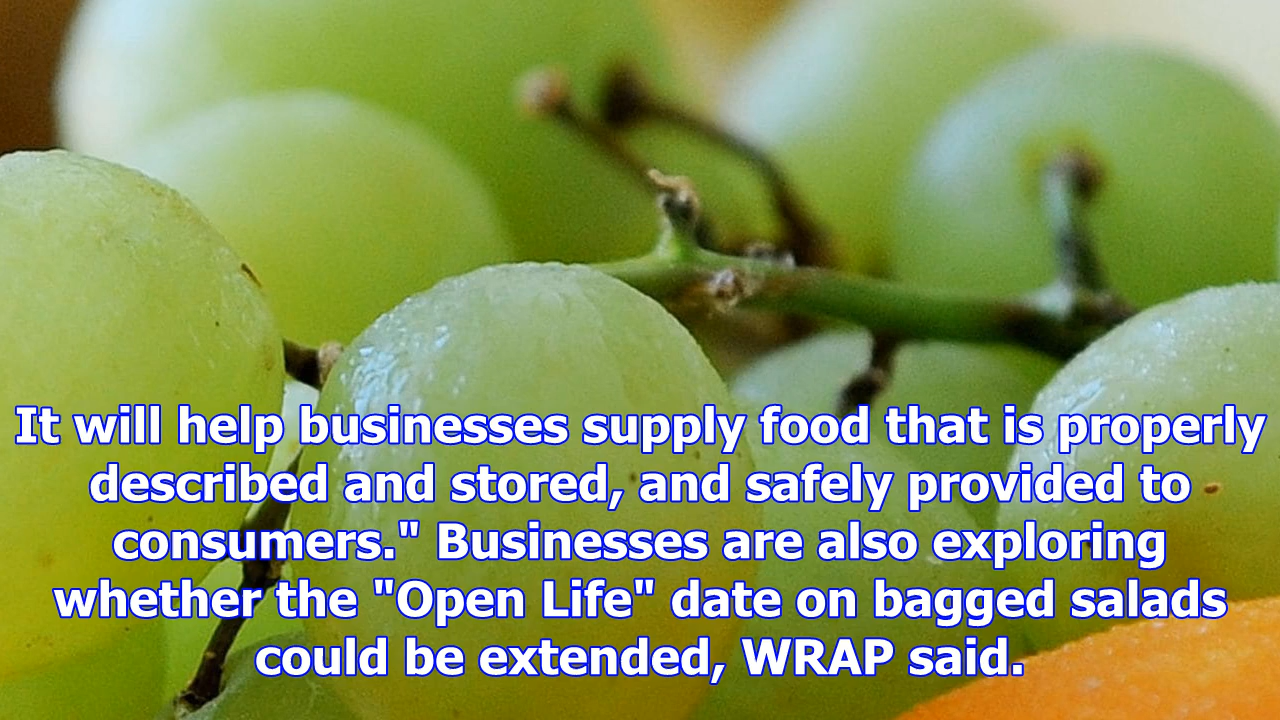 It will help businesses supply food that is properly
described and stored, and safely provided to
consumers." Businesses are also exploring
whether the "Open Life" date on bagged salads
could be extended, WRAP said.